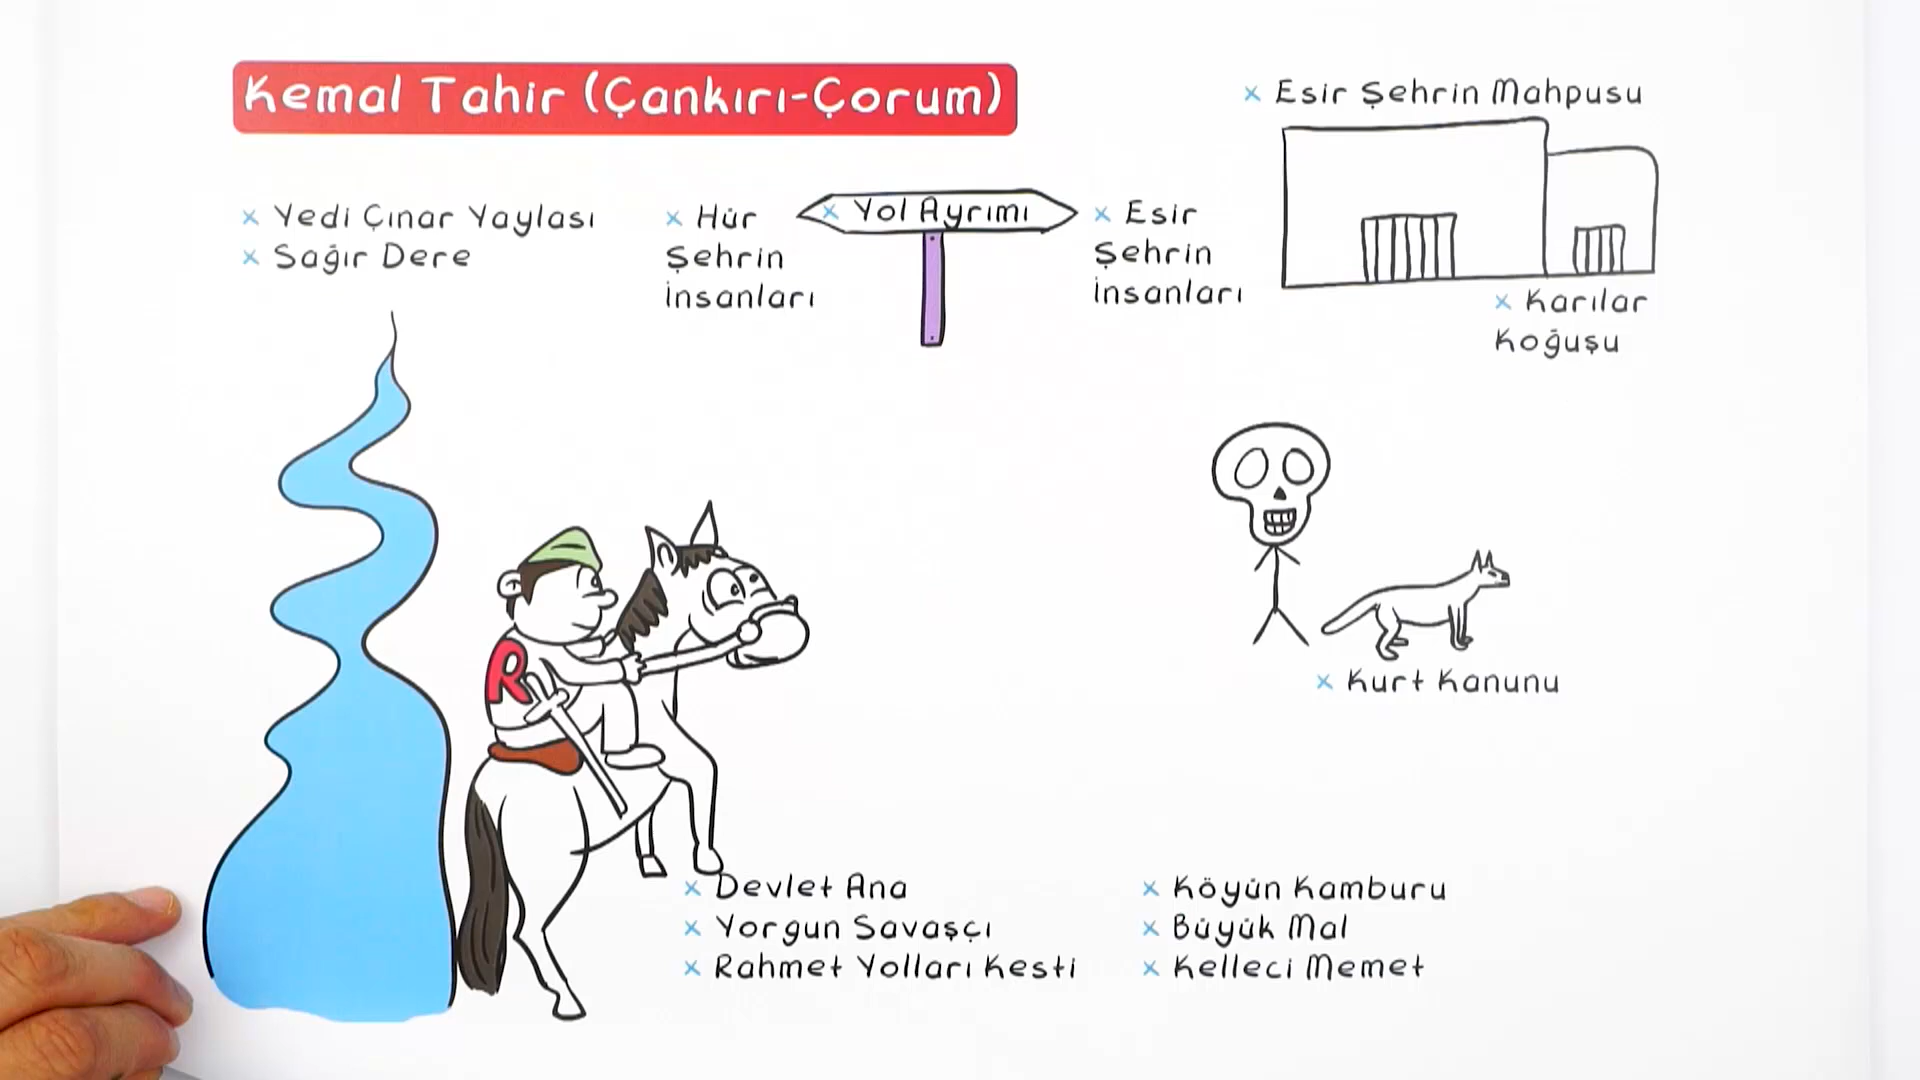 Kemal Tahir (Çankırı-Çorum)
x Esir Şehrin Mahpusu
x Yedi Çınar Yaylası
x Sağır Dere
x Hür
Şehrin
İnsanları
x Yol Ayrımı
x Esir
Şehrin
İnsanları
x Karılar
Koğuşu
R
x Kurt Kanunu
x Devlet Ana
x Yorgun Savaşçı
x Rahmet Yolları Kesti
x Köyün Kamburu
x Büyük Mal
x Kelleci Memet